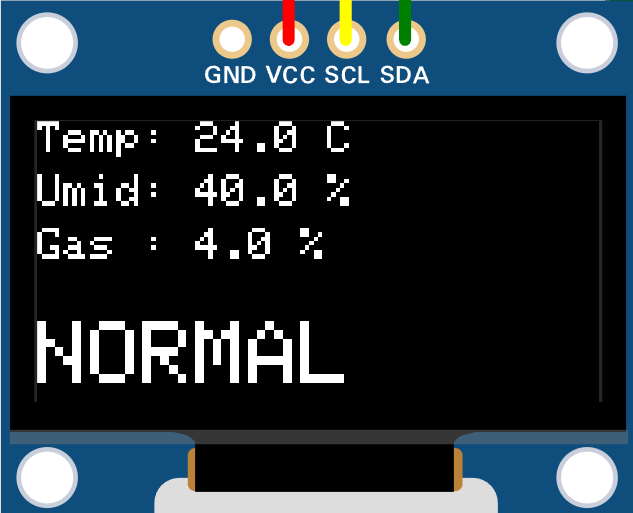 GND VCC SCL SDA
Temp: 24.0 C
Umid: 40.0 %
Gas : 4.0 %
NORMAL